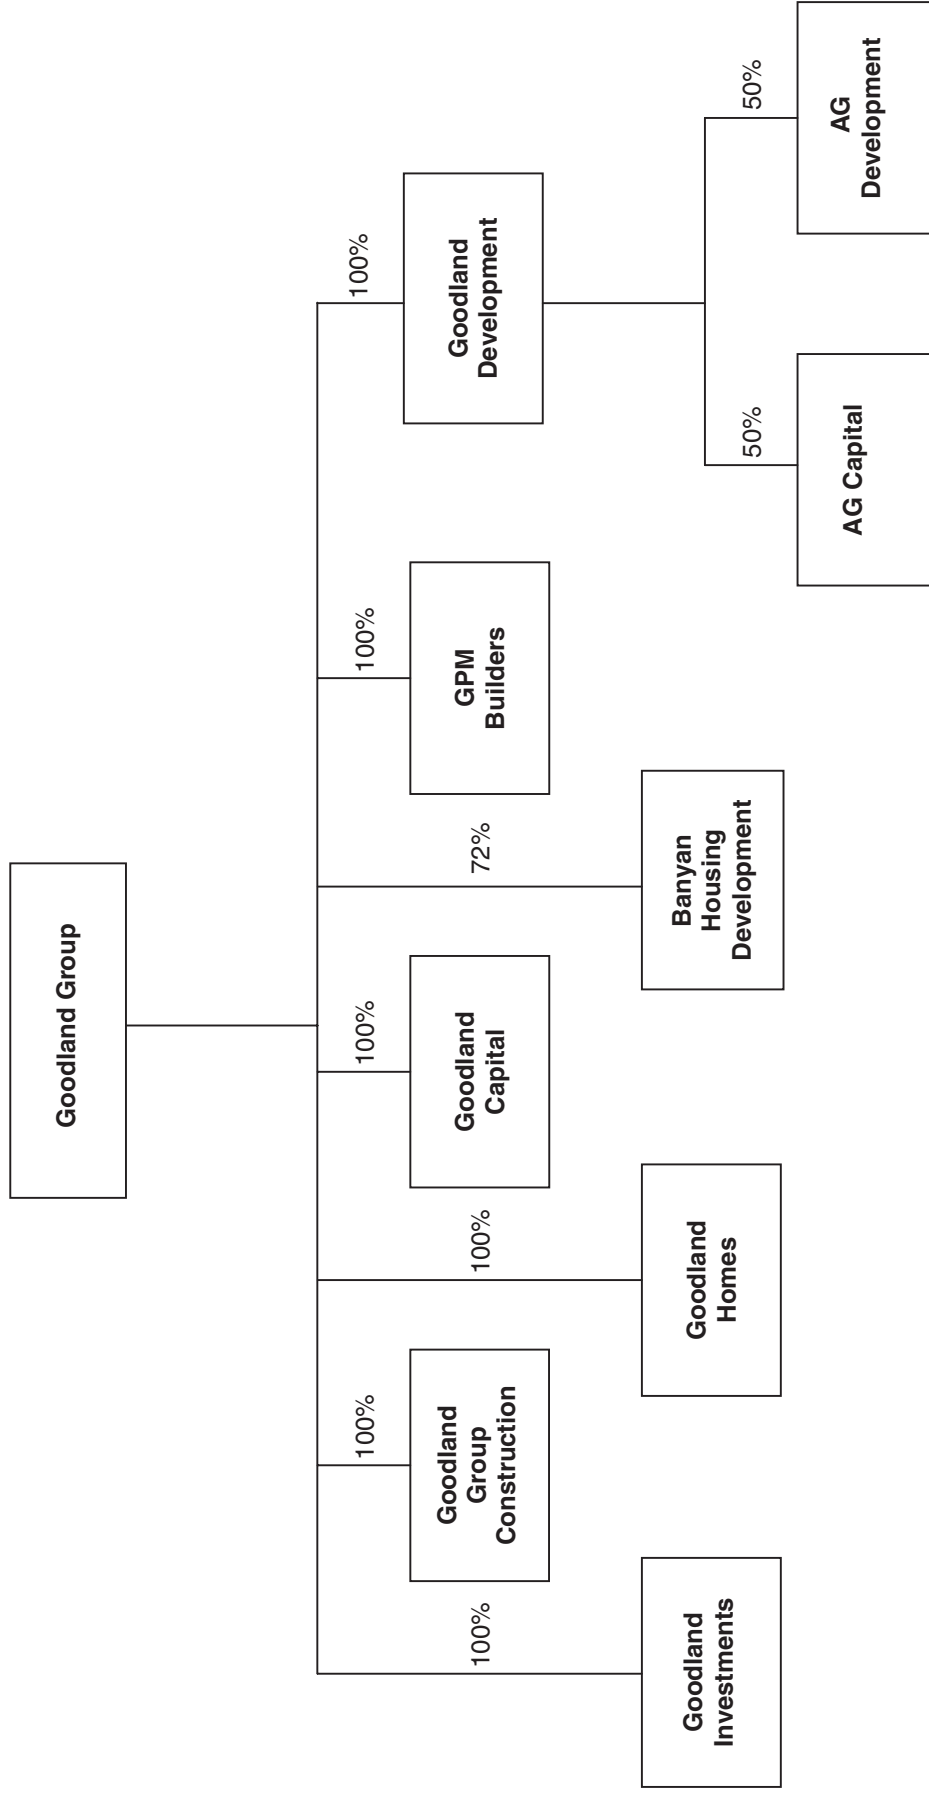 Goodland Group
100%
Goodland
Investments
100%
Goodland
Group
Construction
100%
Goodland
Homes
100%
Goodland
Capital
72%
Banyan
Housing
Development
100%
GPM
Builders
100%
Goodland
Development
50%
AG Capital
50%
AG
Development